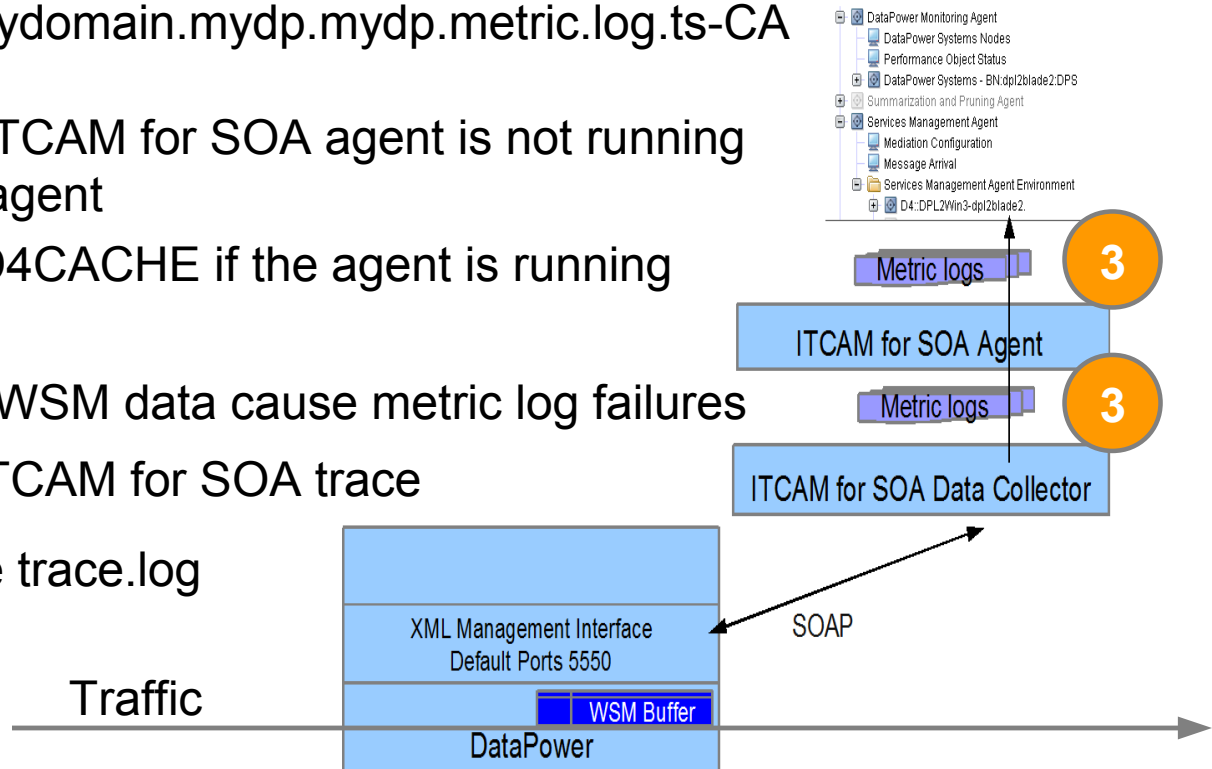 ydomain.mydp.mydp.metric.log.ts-CA
TCAM for SOA agent is not running
agent
D4CACHE if the agent is running
WSM data cause metric log failures
TCAM for SOA trace
e trace.log
DataPower Monitoring Agent
DataPower Systems Nodes
Performance Object Status
DataPower Systems - BN:dpl2blade2:DPS
Summarization and Pruning Agent
Services Management Agent
Mediation Configuration
Message Arrival
Services Management Agent Environment
D4::DPL2Win3-dpl2blade2.
Metric logs
3
ITCAM for SOA Agent
Metric logs
3
ITCAM for SOA Data Collector
SOAP
XML Management Interface
Default Ports 5550
Traffic
WSM Buffer
DataPower